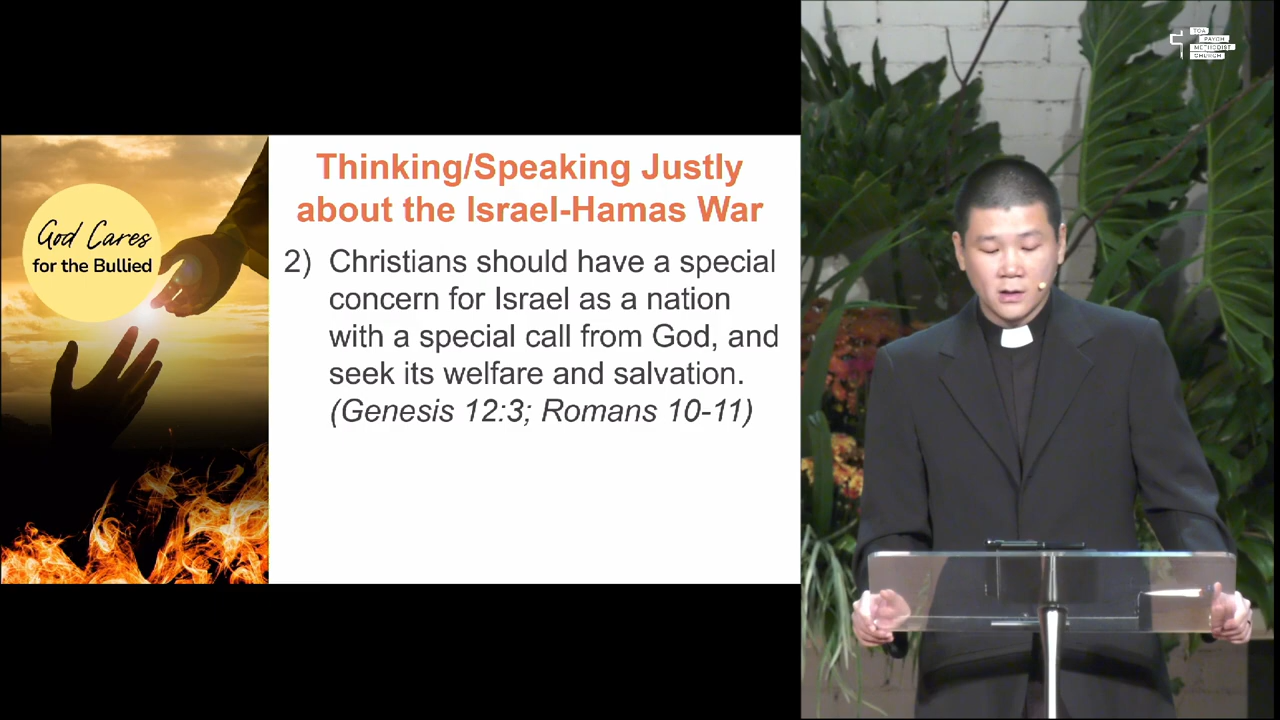 God Cares
for the Bullied
Thinking/Speaking Justly
about the Israel-Hamas War
2) Christians should have a special
concern for Israel as a nation
with a special call from God, and
seek its welfare and salvation.
(Genesis 12:3; Romans 10-11)
TOA
PAYOH
METHODIST
CHURCH